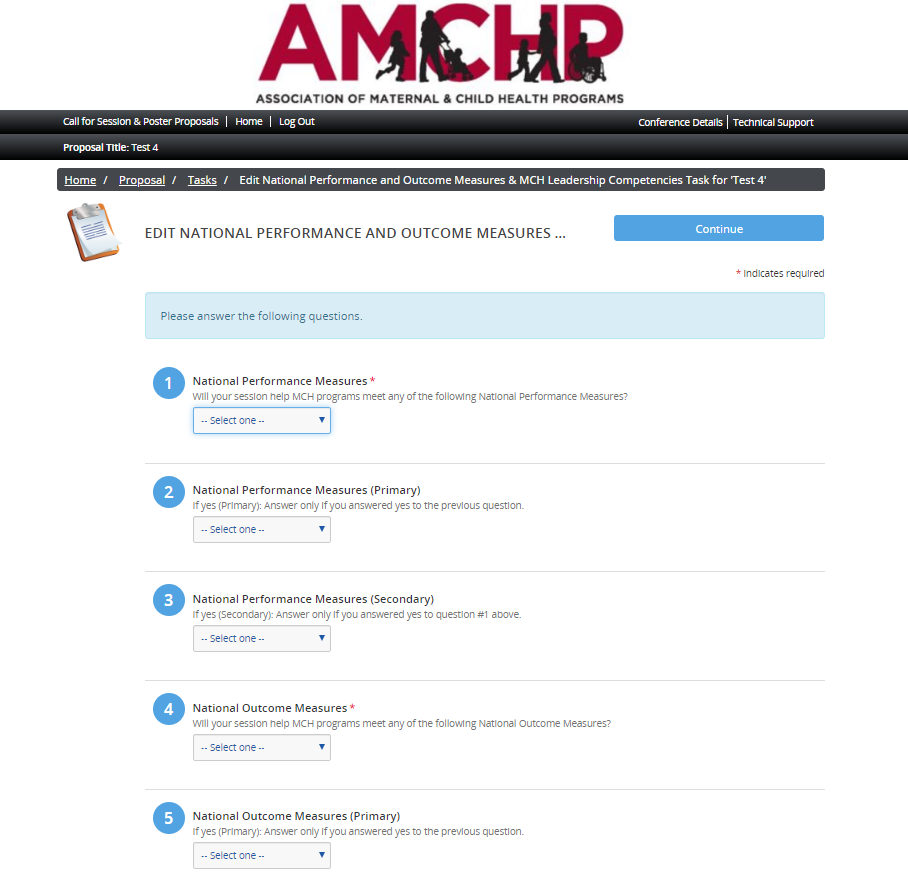 AMCHP
ASSOCIATION OF MATERNAL & CHILD HEALTH PROGRAMS
Call for Session & Poster Proposals | Home | Log Out Conference Details | Technical Support
Proposal Title: Test 4
Home / Proposal / Tasks / Edit National Performance and Outcome Measures & MCH Leadership Competencies Task for 'Test 4'
EDIT NATIONAL PERFORMANCE AND OUTCOME MEASURES ... Continue
* Indicates required
Please answer the following questions.
1 National Performance Measures *
Will your session help MCH programs meet any of the following National Performance Measures?
-- Select one --
2 National Performance Measures (Primary)
If yes (Primary): Answer only if you answered yes to the previous question.
-- Select one --
3 National Performance Measures (Secondary)
If yes (Secondary): Answer only if you answered yes to question #1 above.
-- Select one --
4 National Outcome Measures *
Will your session help MCH programs meet any of the following National Outcome Measures?
-- Select one --
5 National Outcome Measures (Primary)
If yes (Primary): Answer only if you answered yes to the previous question.
-- Select one --